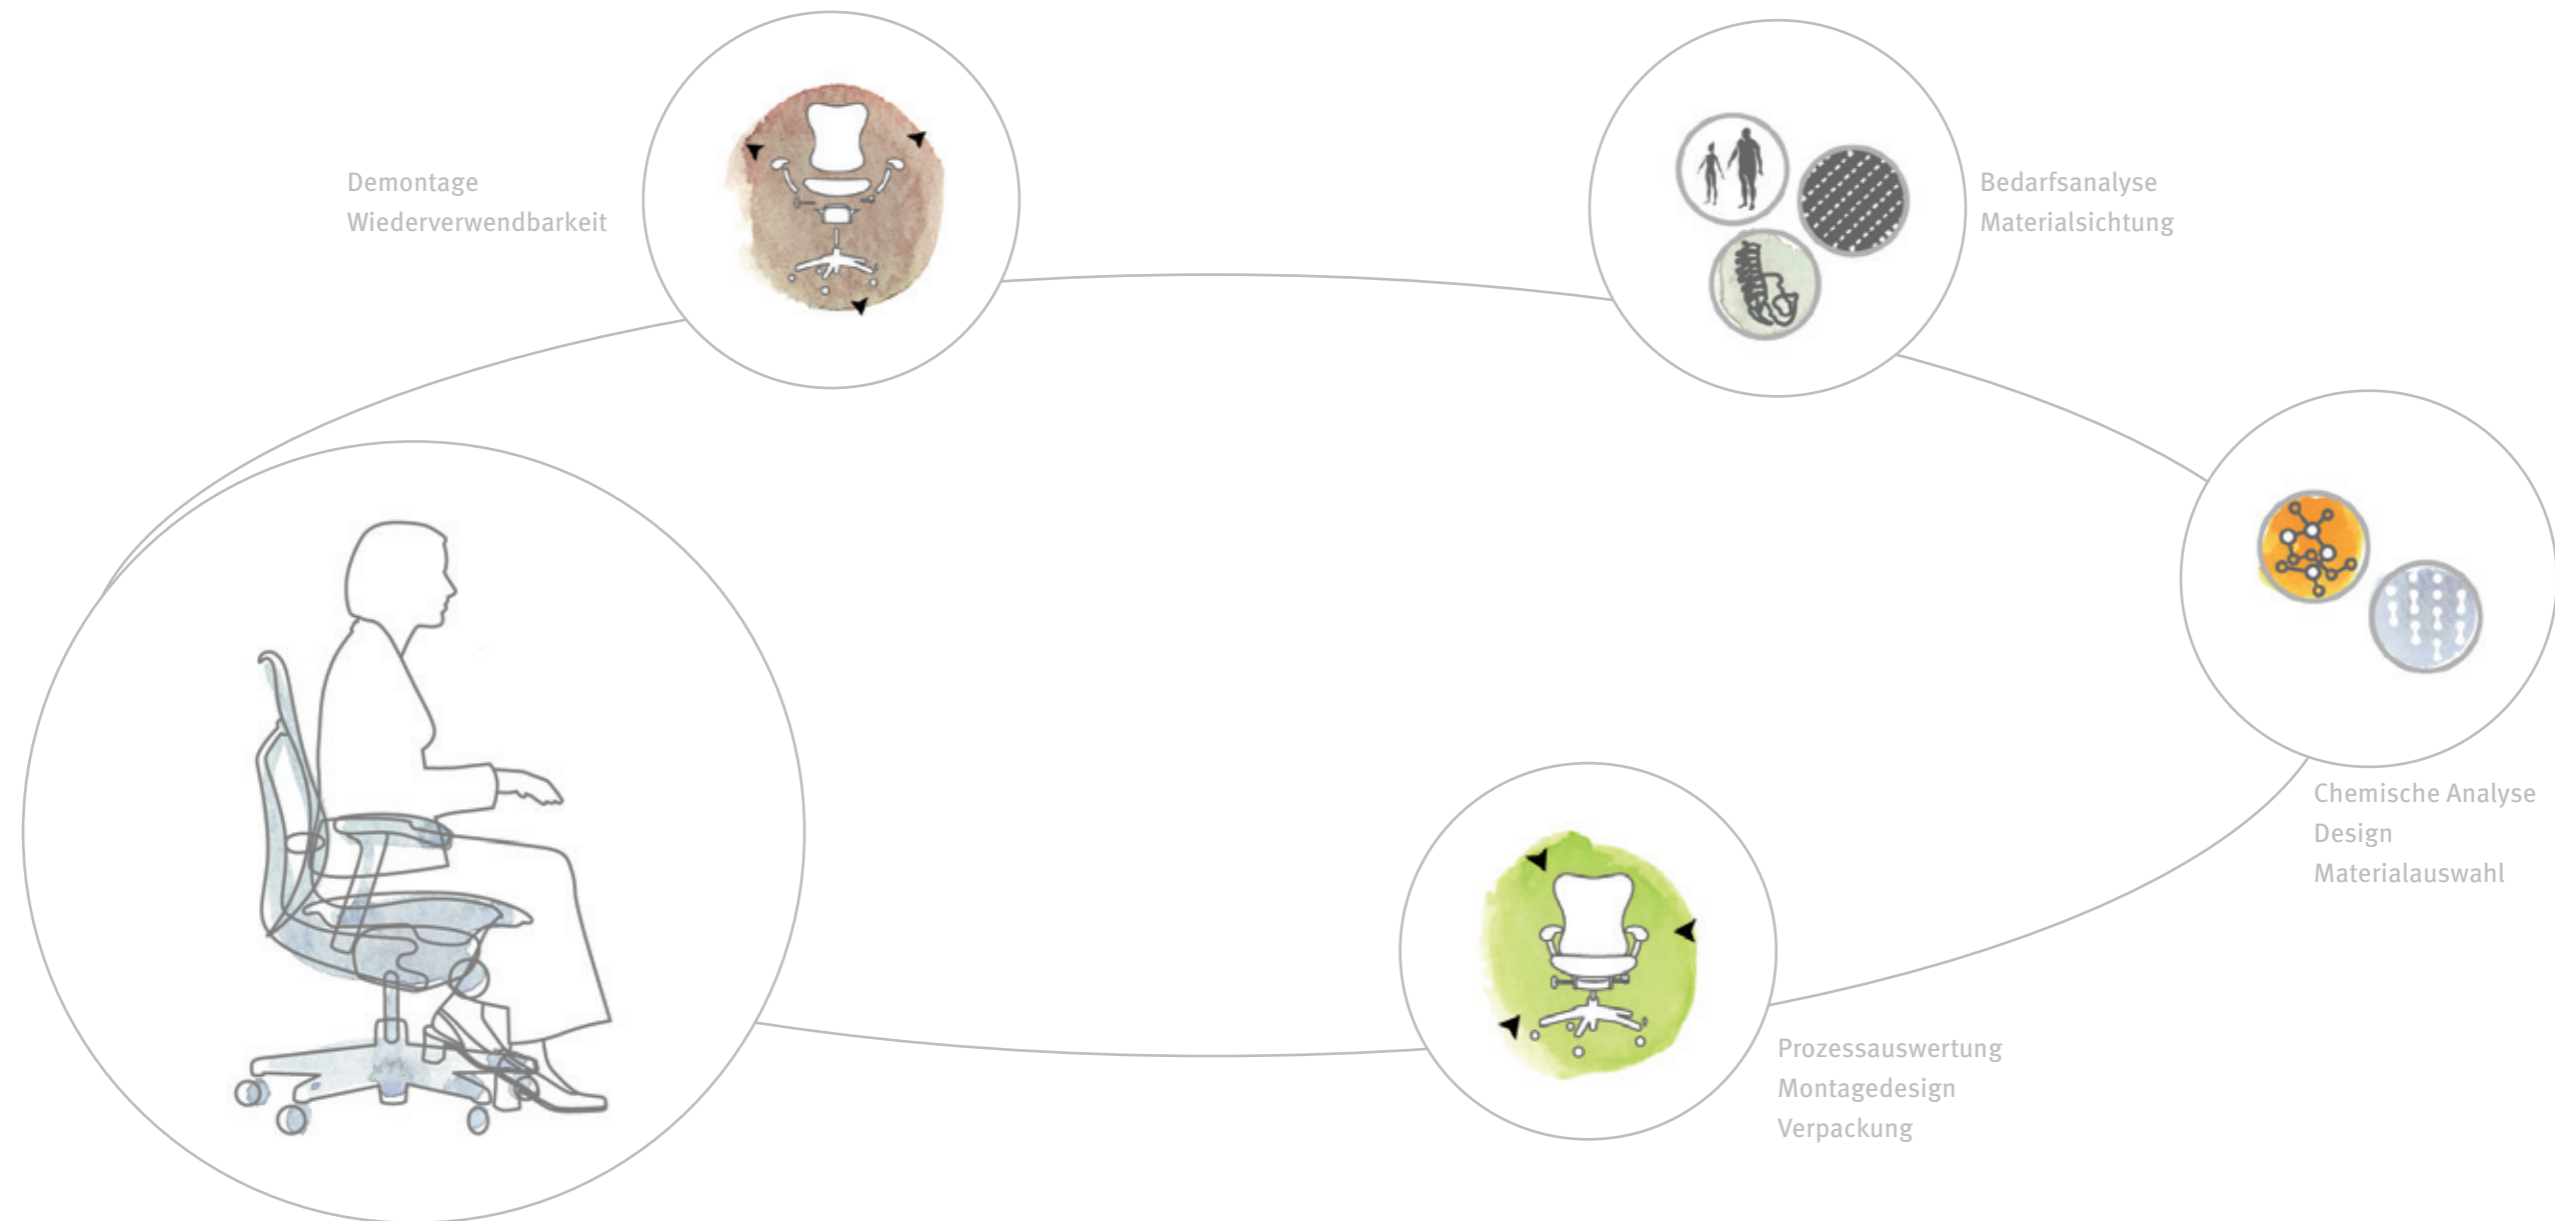 Demontage
Wiederverwendbarkeit
Bedarfsanalyse
Materialsichtung
Chemische Analyse
Design
Materialauswahl
Prozessauswertung
Montagedesign
Verpackung